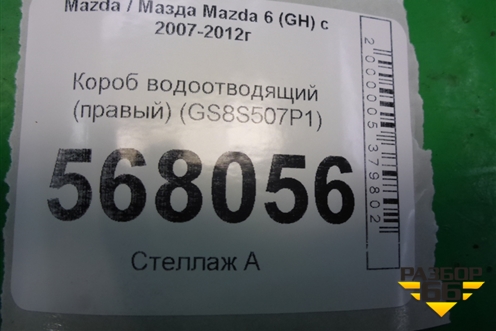 Mazda / Мазда Mazda 6 (GH) с
2007-2012г
Короб водоотводящий
(правый) (GS8S507P1)
568056
Стеллаж А
2000005379802
РАЗБОР
66